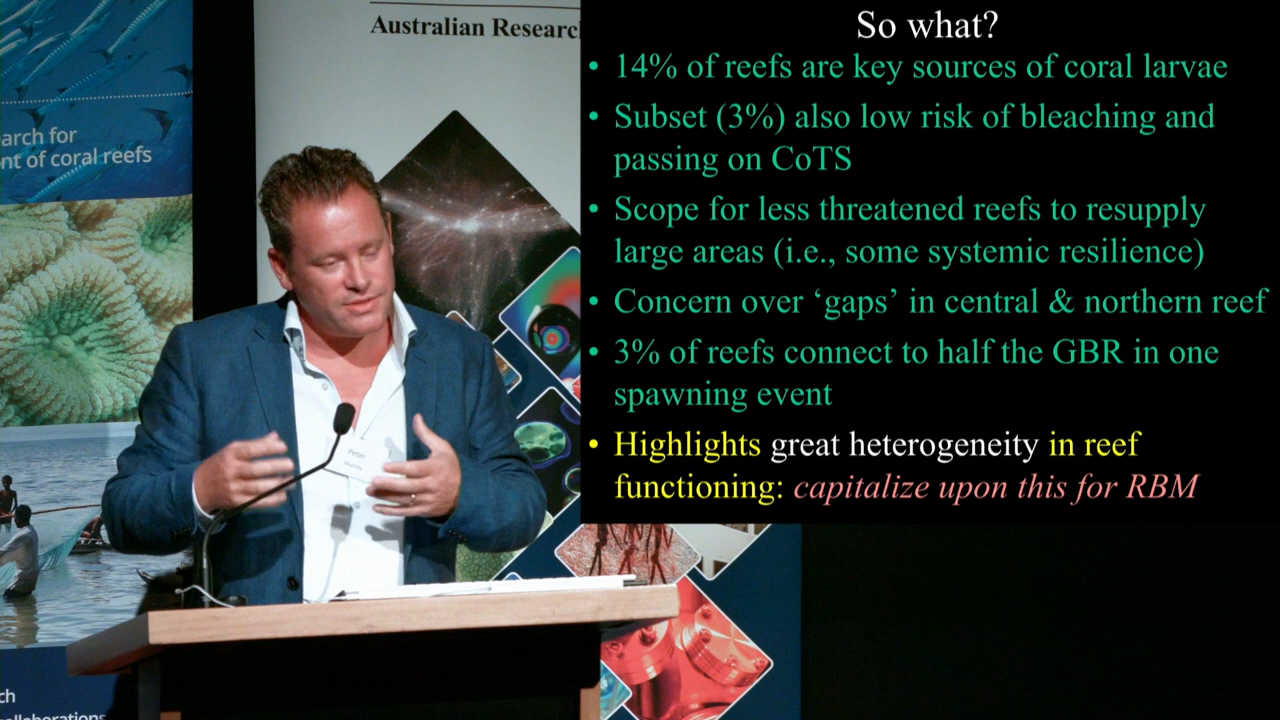 Australian Researc
arch for
nt of coral reefs
Peter
ch
ollaborations
So what?
• 14% of reefs are key sources of coral larvae
• Subset (3%) also low risk of bleaching and
passing on CoTS
• Scope for less threatened reefs to resupply
large areas (i.e., some systemic resilience)
• Concern over ‘gaps’ in central & northern reef
• 3% of reefs connect to half the GBR in one
spawning event
• Highlights great heterogeneity in reef
functioning: capitalize upon this for RBM